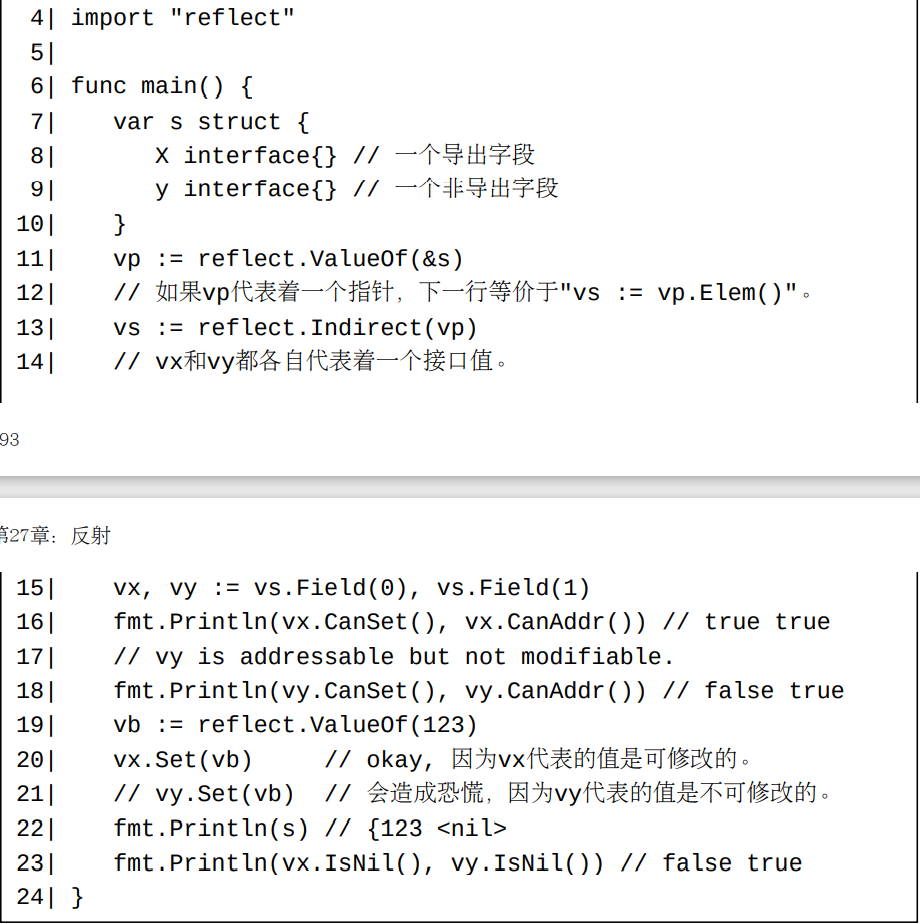 4| import "reflect"
5|
6| func main() {
7|    var s struct {
8|       X interface{} // 一个导出字段
9|       y interface{} // 一个非导出字段
10|    }
11|    vp := reflect.ValueOf(&s)
12|    // 如果vp代表着一个指针，下一行等价于"vs := vp.Elem()"。
13|    vs := reflect.Indirect(vp)
14|    // vx和vy都各自代表着一个接口值。
93
第27章：反射
15|    vx, vy := vs.Field(0), vs.Field(1)
16|    fmt.Println(vx.CanSet(), vx.CanAddr()) // true true
17|    // vy is addressable but not modifiable.
18|    fmt.Println(vy.CanSet(), vy.CanAddr()) // false true
19|    vb := reflect.ValueOf(123)
20|    vx.Set(vb)     // okay, 因为vx代表的值是可修改的。
21|    // vy.Set(vb)  // 会造成恐慌，因为vy代表的值是不可修改的。
22|    fmt.Println(s) // {123 <nil>
23|    fmt.Println(vx.IsNil(), vy.IsNil()) // false true
24| }